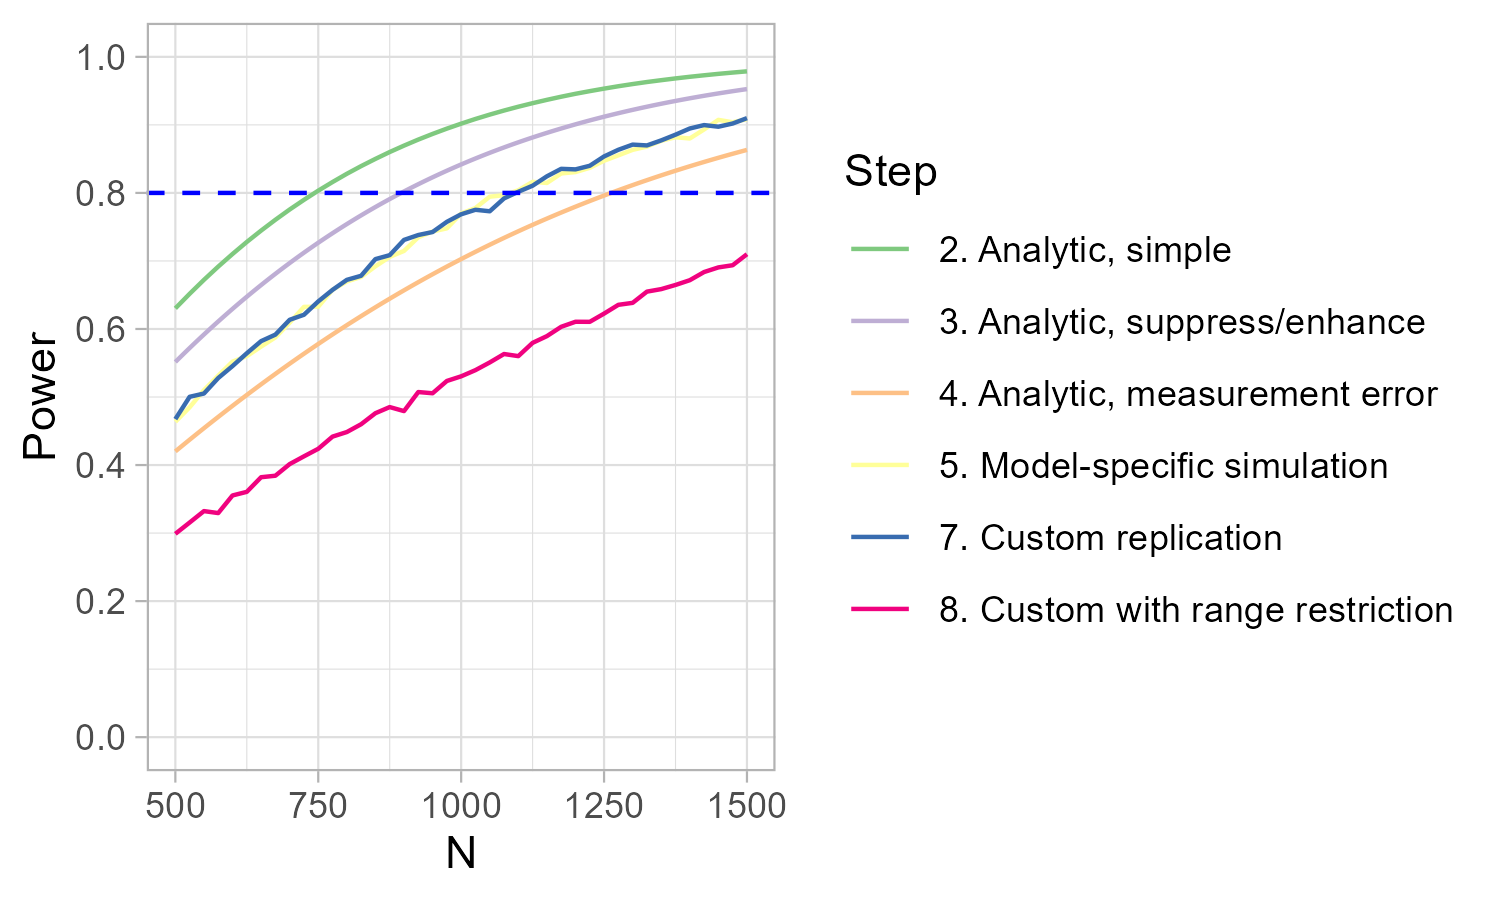 1.0
0.8
0.6
0.4
0.2
0.0
Power
500 750 1000 1250 1500
N
Step
2. Analytic, simple
3. Analytic, suppress/enhance
4. Analytic, measurement error
5. Model-specific simulation
7. Custom replication
8. Custom with range restriction